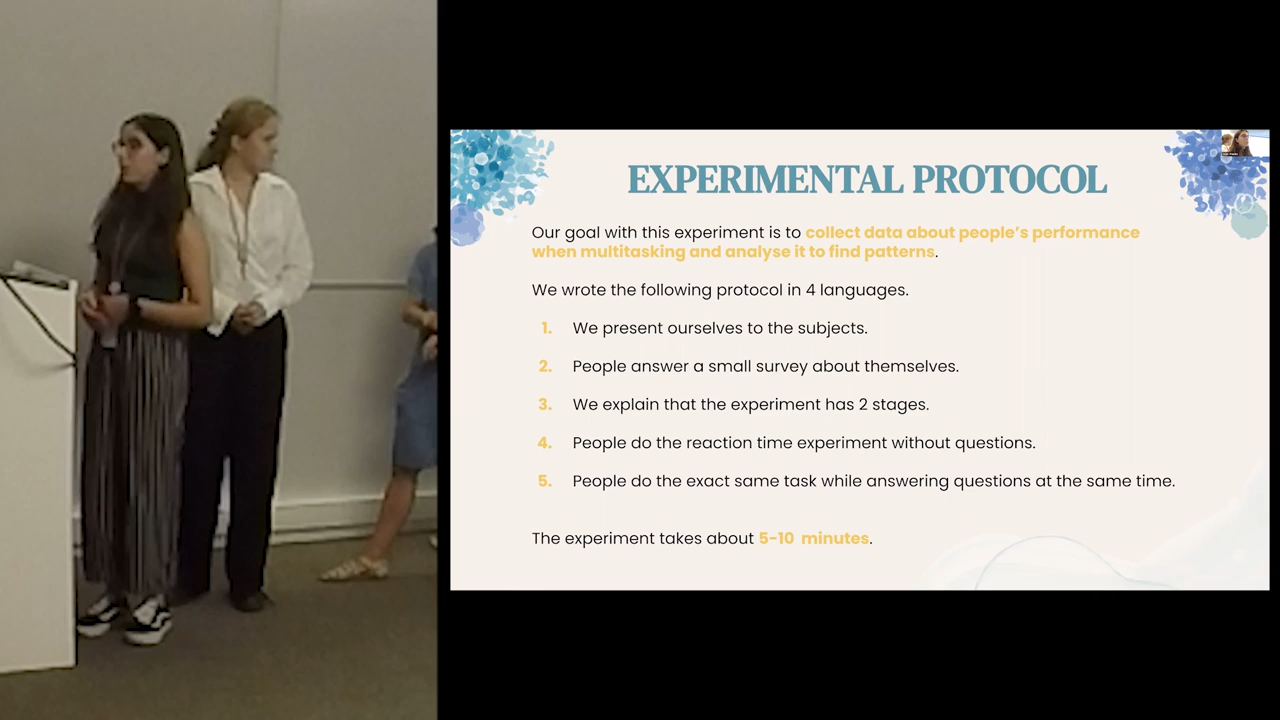 EXPERIMENTAL PROTOCOL
Our goal with this experiment is to collect data about people's performance
when multitasking and analyse it to find patterns.
We wrote the following protocol in 4 languages.
1. We present ourselves to the subjects.
2. People answer a small survey about themselves.
3. We explain that the experiment has 2 stages.
4. People do the reaction time experiment without questions.
5. People do the exact same task while answering questions at the same time.
The experiment takes about 5-10 minutes.